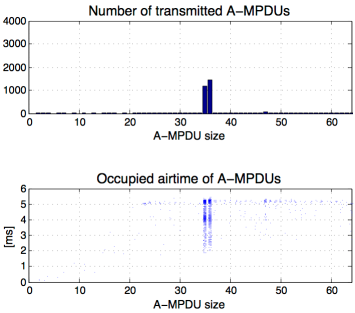 Number of transmitted A-MPDUs
4000
3000
2000
1000
0
0 10 20 30 40 50 60
A-MPDU size
Occupied airtime of A-MPDUs
6
5
4
3
2
1
0
[ms]
0 10 20 30 40 50 60
A-MPDU size